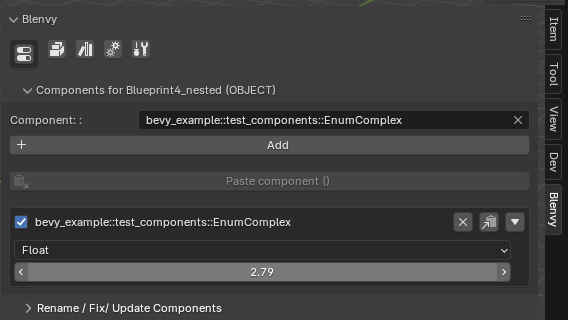 Blenvy
Components for Blueprint4_nested (OBJECT)
Component: : bevy_example::test_components::EnumComplex
Add
Paste component ()
bevy_example::test_components::EnumComplex
Float
2.79
Rename / Fix/ Update Components
Item
Tool
View
Dev
Blenvy